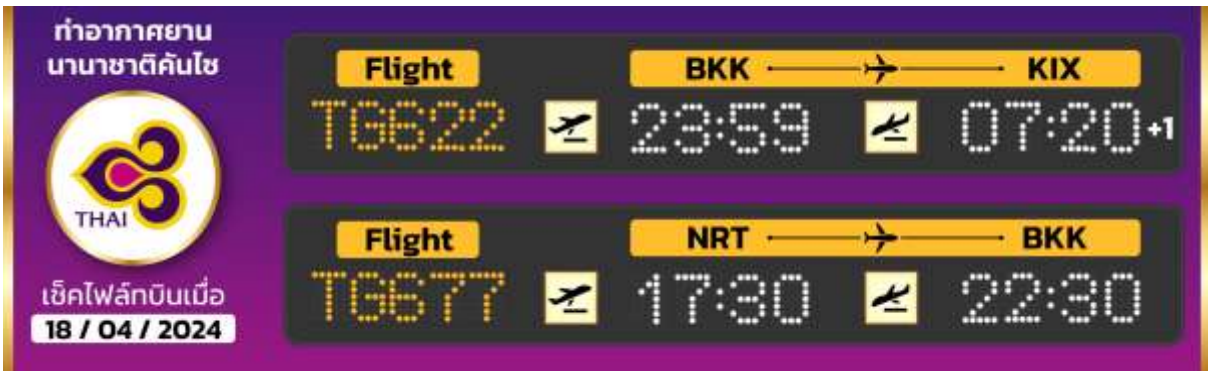 ท่าอากาศยาน
นานาชาติคันไซ
THAI
เช็คไฟล์ทบินเมื่อ
18 / 04 / 2024
Flight BKK KIX
TG622 23:59 07:20+1
Flight NRT BKK
TG677 17:30 22:30